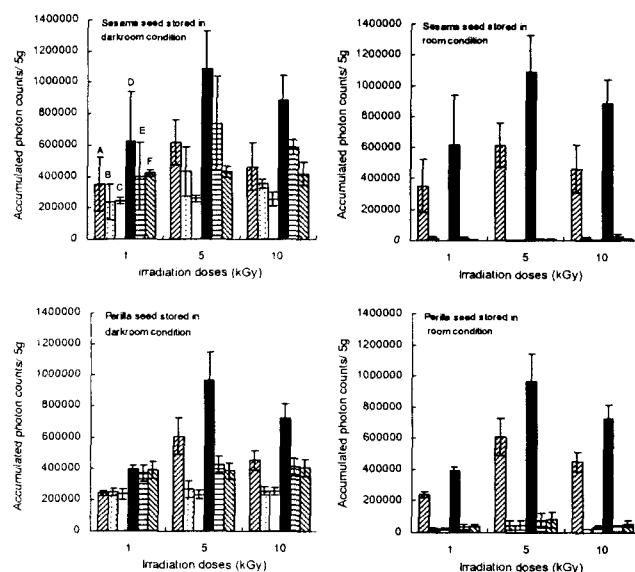 Sesame seed stored in
darkroom condition
Accumulated photon counts/ 5g
1400000
1200000
1000000
800000
600000
400000
200000
0
A
B
C
D
E
F
1
5
10
Irradiation doses (kGy)
Sesame seed stored in
room condition
Accumulated photon counts/ 5g
1400000
1200000
1000000
800000
600000
400000
200000
0
1
5
10
Irradiation doses (kGy)
Perilla seed stored in
darkroom condition
Accumulated photon counts/ 5g
1400000
1200000
1000000
800000
600000
400000
200000
0
1
5
10
Irradiation doses (kGy)
Perilla seed stored in
room condition
Accumulated photon counts/ 5g
1400000
1200000
1000000
800000
600000
400000
200000
0
1
5
10
Irradiation doses (kGy)